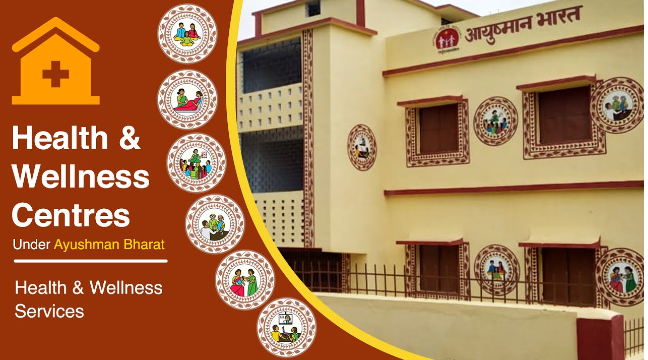 Health &
Wellness
Centres
Under Ayushman Bharat
Health & Wellness
Services
आयुष्मान भारत